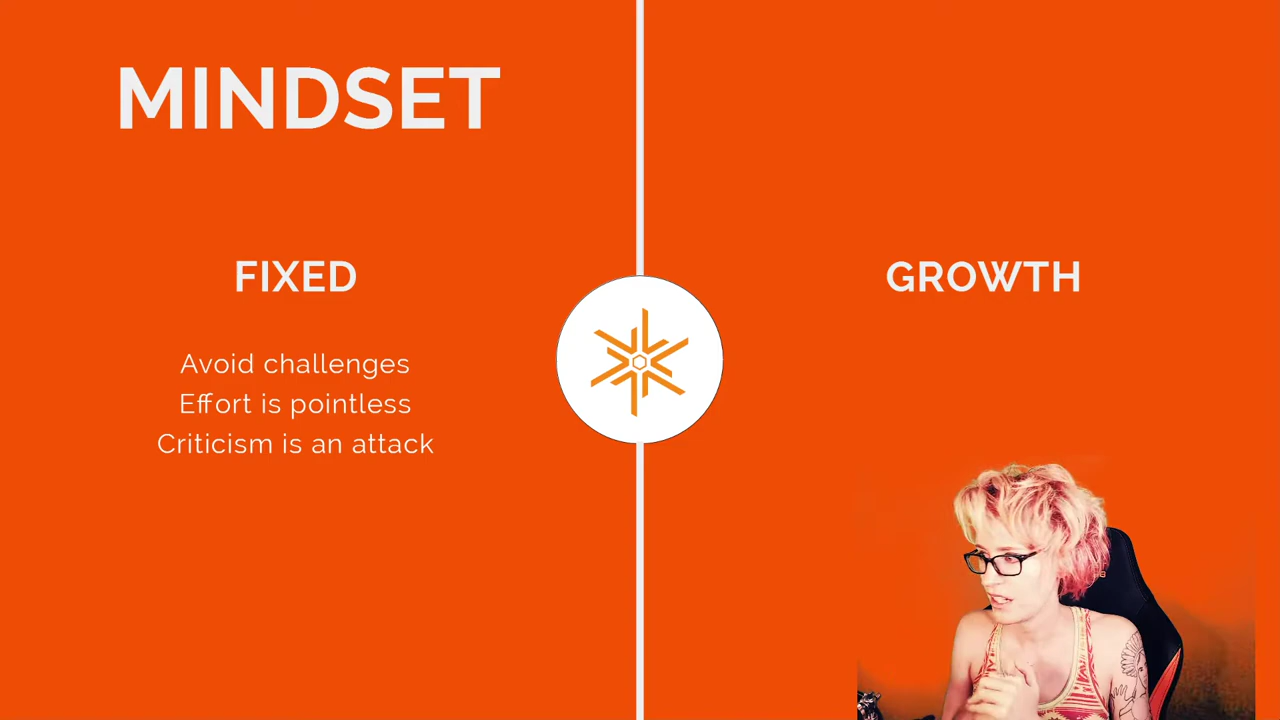 MINDSET
FIXED
GROWTH
Avoid challenges
Effort is pointless
Criticism is an attack